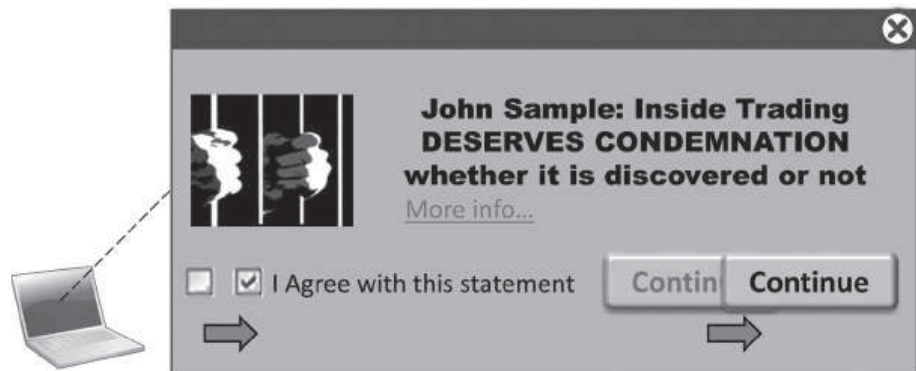 John Sample: Inside Trading
DESERVES CONDEMNATION
whether it is discovered or not
More info...
I Agree with this statement
Continue